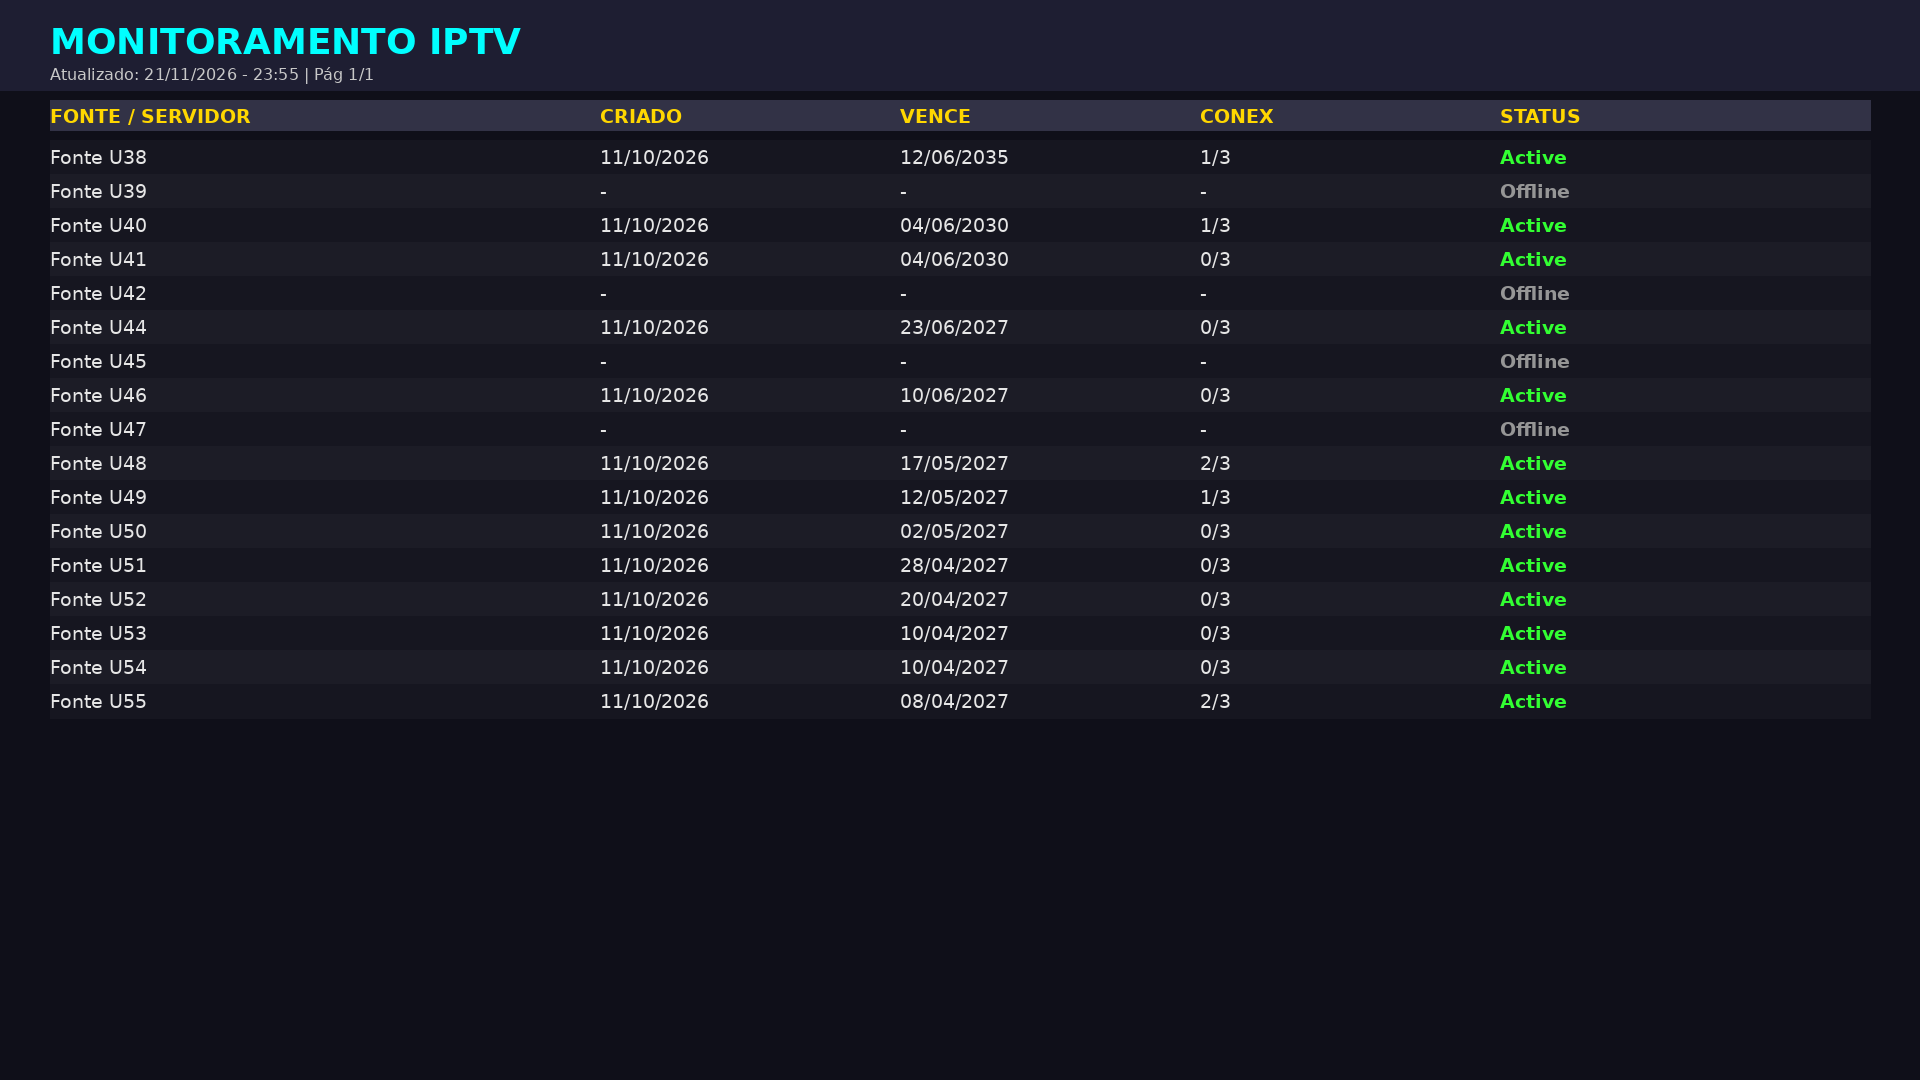 MONITORAMENTO IPTV
Atualizado: 21/11/2026 - 23:55 | Pág 1/1
FONTE / SERVIDOR CRIADO VENCE CONEX STATUS
Fonte U38 11/10/2026 12/06/2035 1/3 Active
Fonte U39 - - - Offline
Fonte U40 11/10/2026 04/06/2030 1/3 Active
Fonte U41 11/10/2026 04/06/2030 0/3 Active
Fonte U42 - - - Offline
Fonte U44 11/10/2026 23/06/2027 0/3 Active
Fonte U45 - - - Offline
Fonte U46 11/10/2026 10/06/2027 0/3 Active
Fonte U47 - - - Offline
Fonte U48 11/10/2026 17/05/2027 2/3 Active
Fonte U49 11/10/2026 12/05/2027 1/3 Active
Fonte U50 11/10/2026 02/05/2027 0/3 Active
Fonte U51 11/10/2026 28/04/2027 0/3 Active
Fonte U52 11/10/2026 20/04/2027 0/3 Active
Fonte U53 11/10/2026 10/04/2027 0/3 Active
Fonte U54 11/10/2026 10/04/2027 0/3 Active
Fonte U55 11/10/2026 08/04/2027 2/3 Active